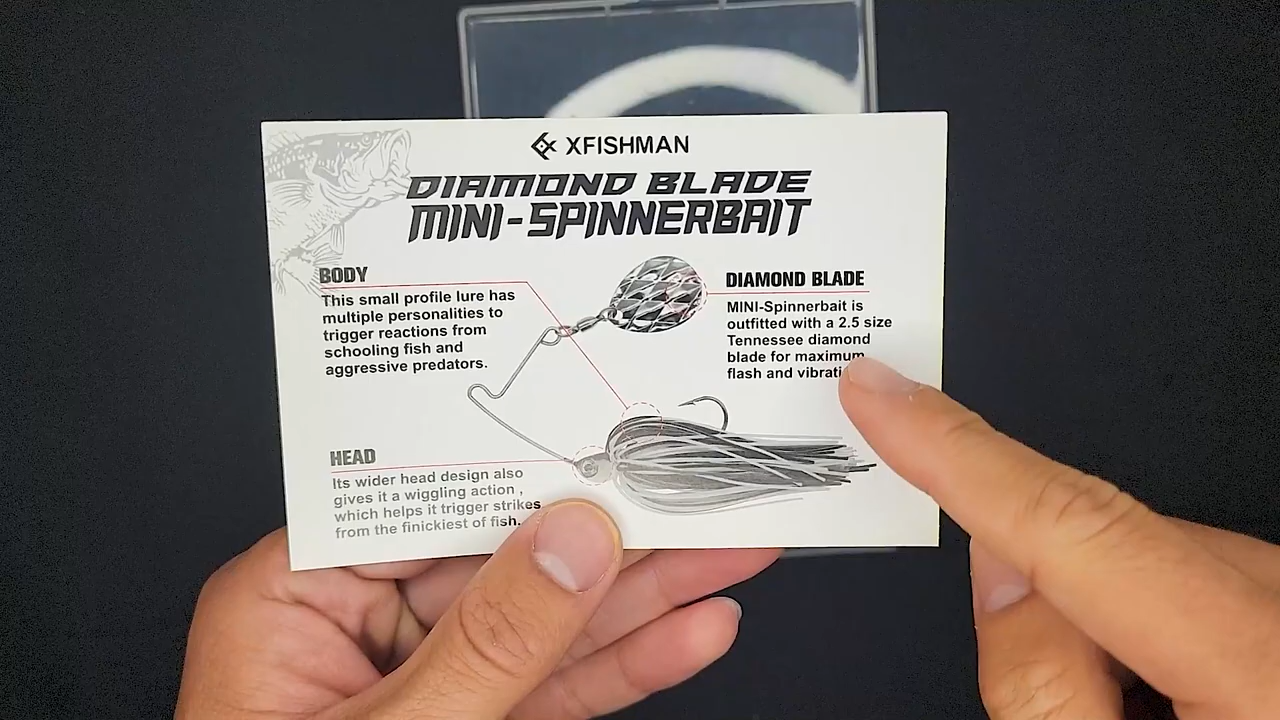 XFISHMAN
DIAMOND BLADE
MINI-SPINNERBAIT
BODY
This small profile lure has
multiple personalities to
trigger reactions from
schooling fish and
aggressive predators.
DIAMOND BLADE
MINI-Spinnerbait is
outfitted with a 2.5 size
Tennessee diamond
blade for maximum
flash and
HEAD
Its wider head design also
gives it a wiggling action ,
which helps it trigger strikes
from the finickiest of fish.